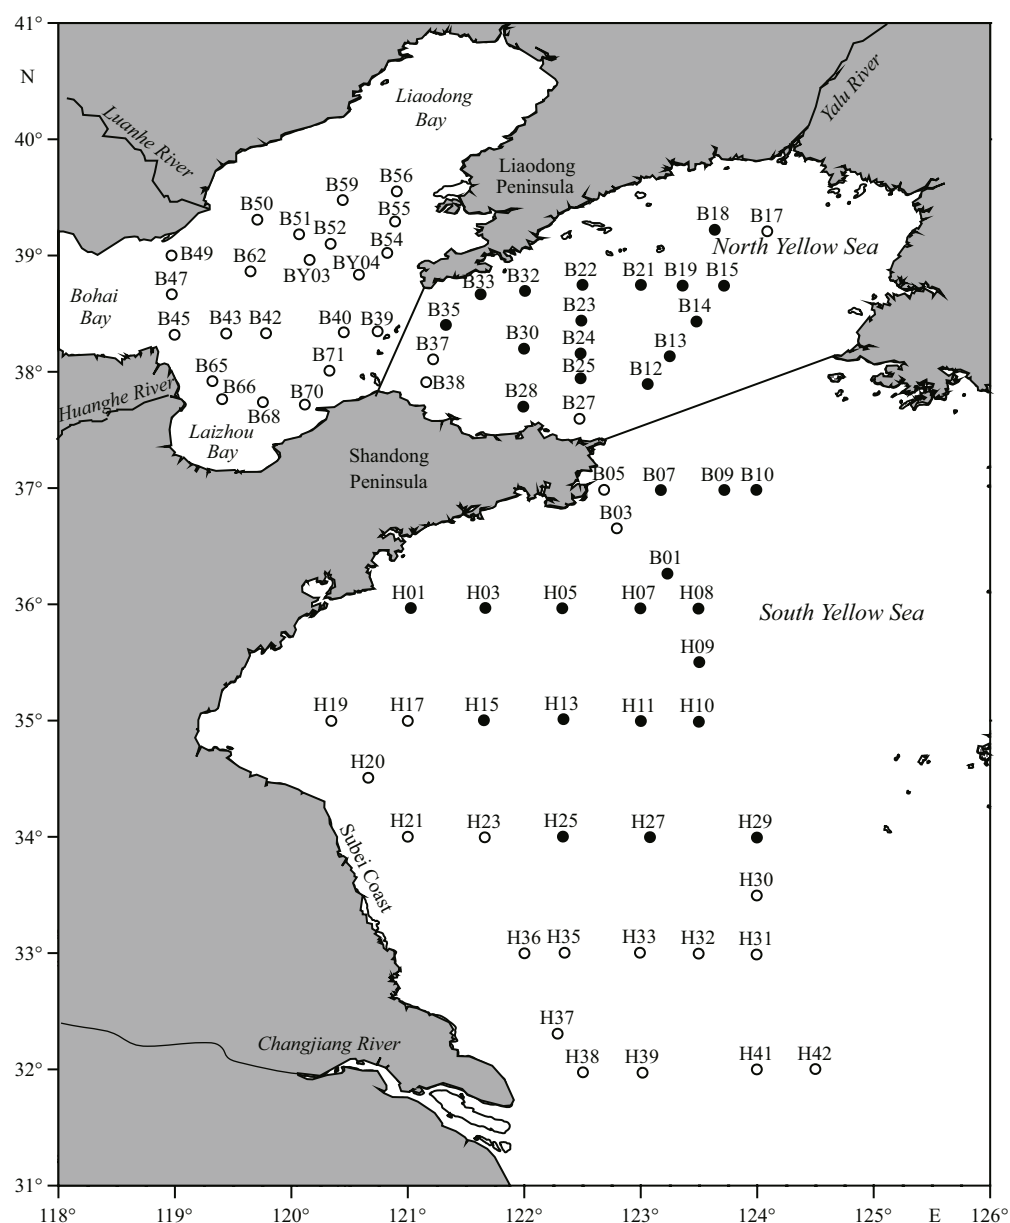 41°
N
Liaodong
Bay
Yalu River
Luanhe River
40°
Liaodong
Peninsula
B56
B59
B50
B55
B51
B52
B18
B17
39°
B49
B62
BY03
BY04
B54
North Yellow Sea
B47
B33
B32
B22
B21
B19
B15
Bohai
Bay
B45
B43
B42
B40
B39
B35
B23
B14
B37
B30
B24
B13
38°
B65
B71
B38
B25
B12
Huanghe River
B66
B68
B70
B28
B27
Laizhou
Bay
Shandong
Peninsula
37°
B05
B07
B09
B10
B03
B01
36°
H01
H03
H05
H07
H08
South Yellow Sea
H09
35°
H19
H17
H15
H13
H11
H10
H20
34°
H21
H23
H25
H27
H29
Subei Coast
H30
33°
H36
H35
H33
H32
H31
H37
Changjiang River
32°
H38
H39
H41
H42
31°
118°
119°
120°
121°
122°
123°
124°
125°
E
126°